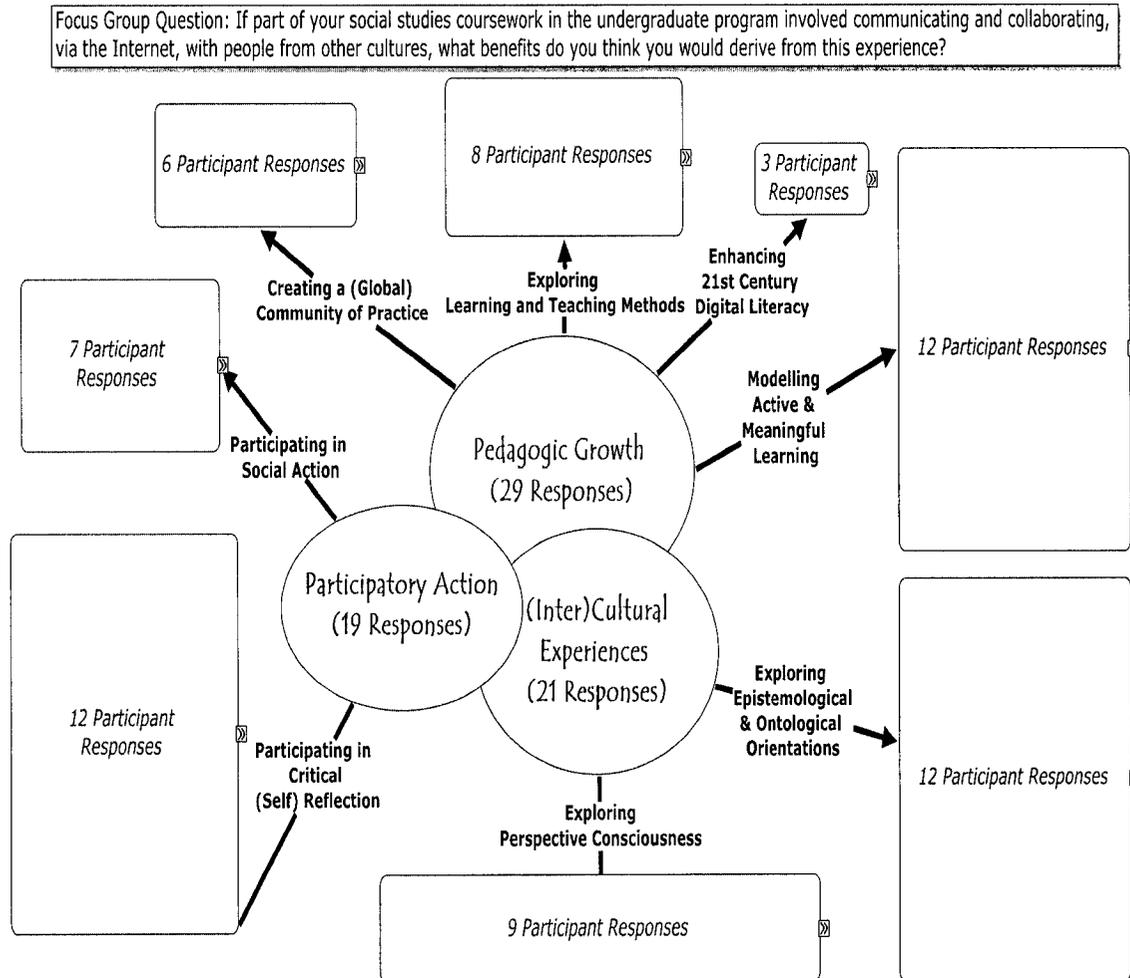 Focus Group Question: If part of your social studies coursework in the undergraduate program involved communicating and collaborating,
via the Internet, with people from other cultures, what benefits do you think you would derive from this experience?
6 Participant Responses
8 Participant Responses
3 Participant
Responses
12 Participant Responses
7 Participant
Responses
Creating a (Global)
Community of Practice
Exploring
Learning and Teaching Methods
Enhancing
21st Century
Digital Literacy
Modelling
Active &
Meaningful
Learning
Participating in
Social Action
Pedagogic Growth
(29 Responses)
Participatory Action
(19 Responses)
(Inter)Cultural
Experiences
(21 Responses)
12 Participant
Responses
Participating in
Critical
(Self) Reflection
Exploring
Epistemological
& Ontological
Orientations
12 Participant Responses
Exploring
Perspective Consciousness
9 Participant Responses